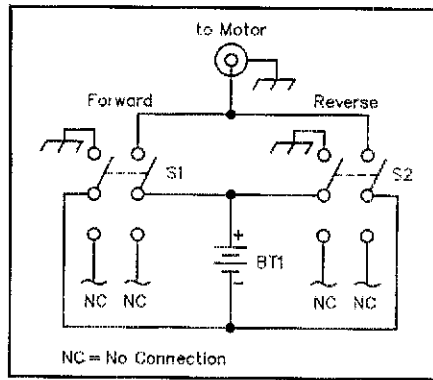 to Motor
Forward
Reverse
S1
S2
+
BT1
-
NC NC NC NC
NC = No Connection